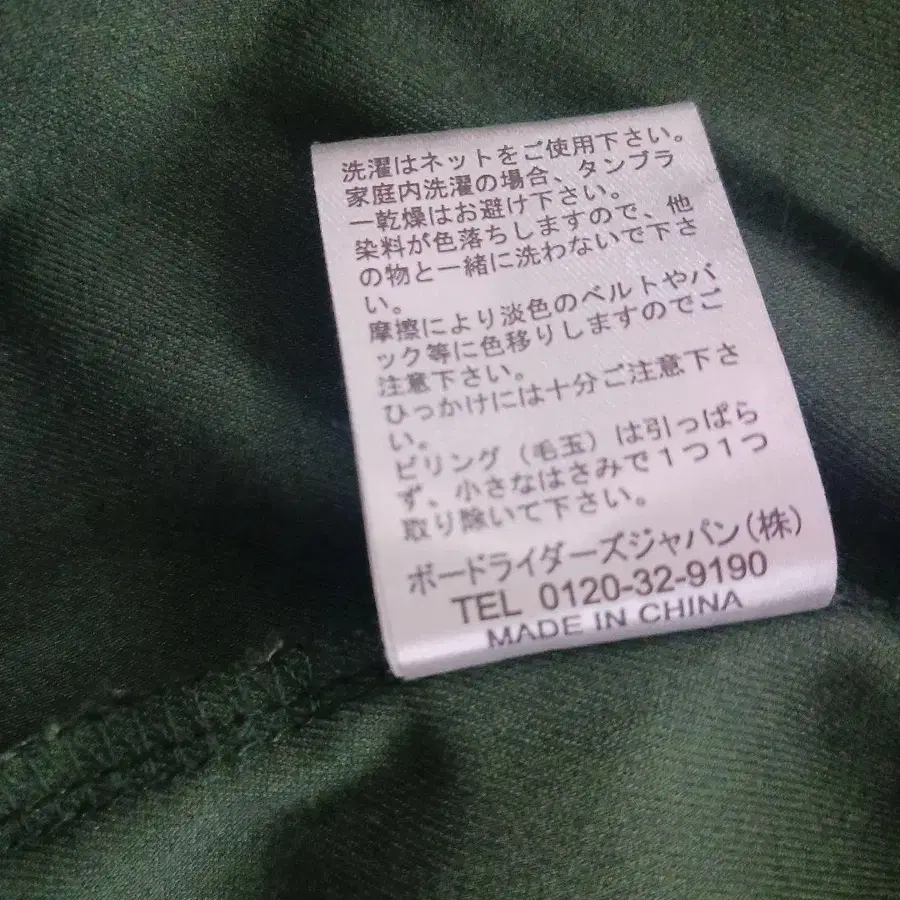 洗濯はネットをご使用下さい。
家庭内洗濯の場合、タンブラ
ー乾燥はお避け下さい。
染料が色落ちしますので、他
の物と一緒に洗わないで下さ
い。
摩擦により淡色のベルトやバ
ック等に色移りしますのでご
注意下さい。
ひっかけには十分ご注意下さ
い。
ピリング（毛玉）は引っぱら
ず、小さなはさみで１つ１つ
取り除いて下さい。
ボードライダーズジャパン(株)
TEL 0120-32-9190
MADE IN CHINA